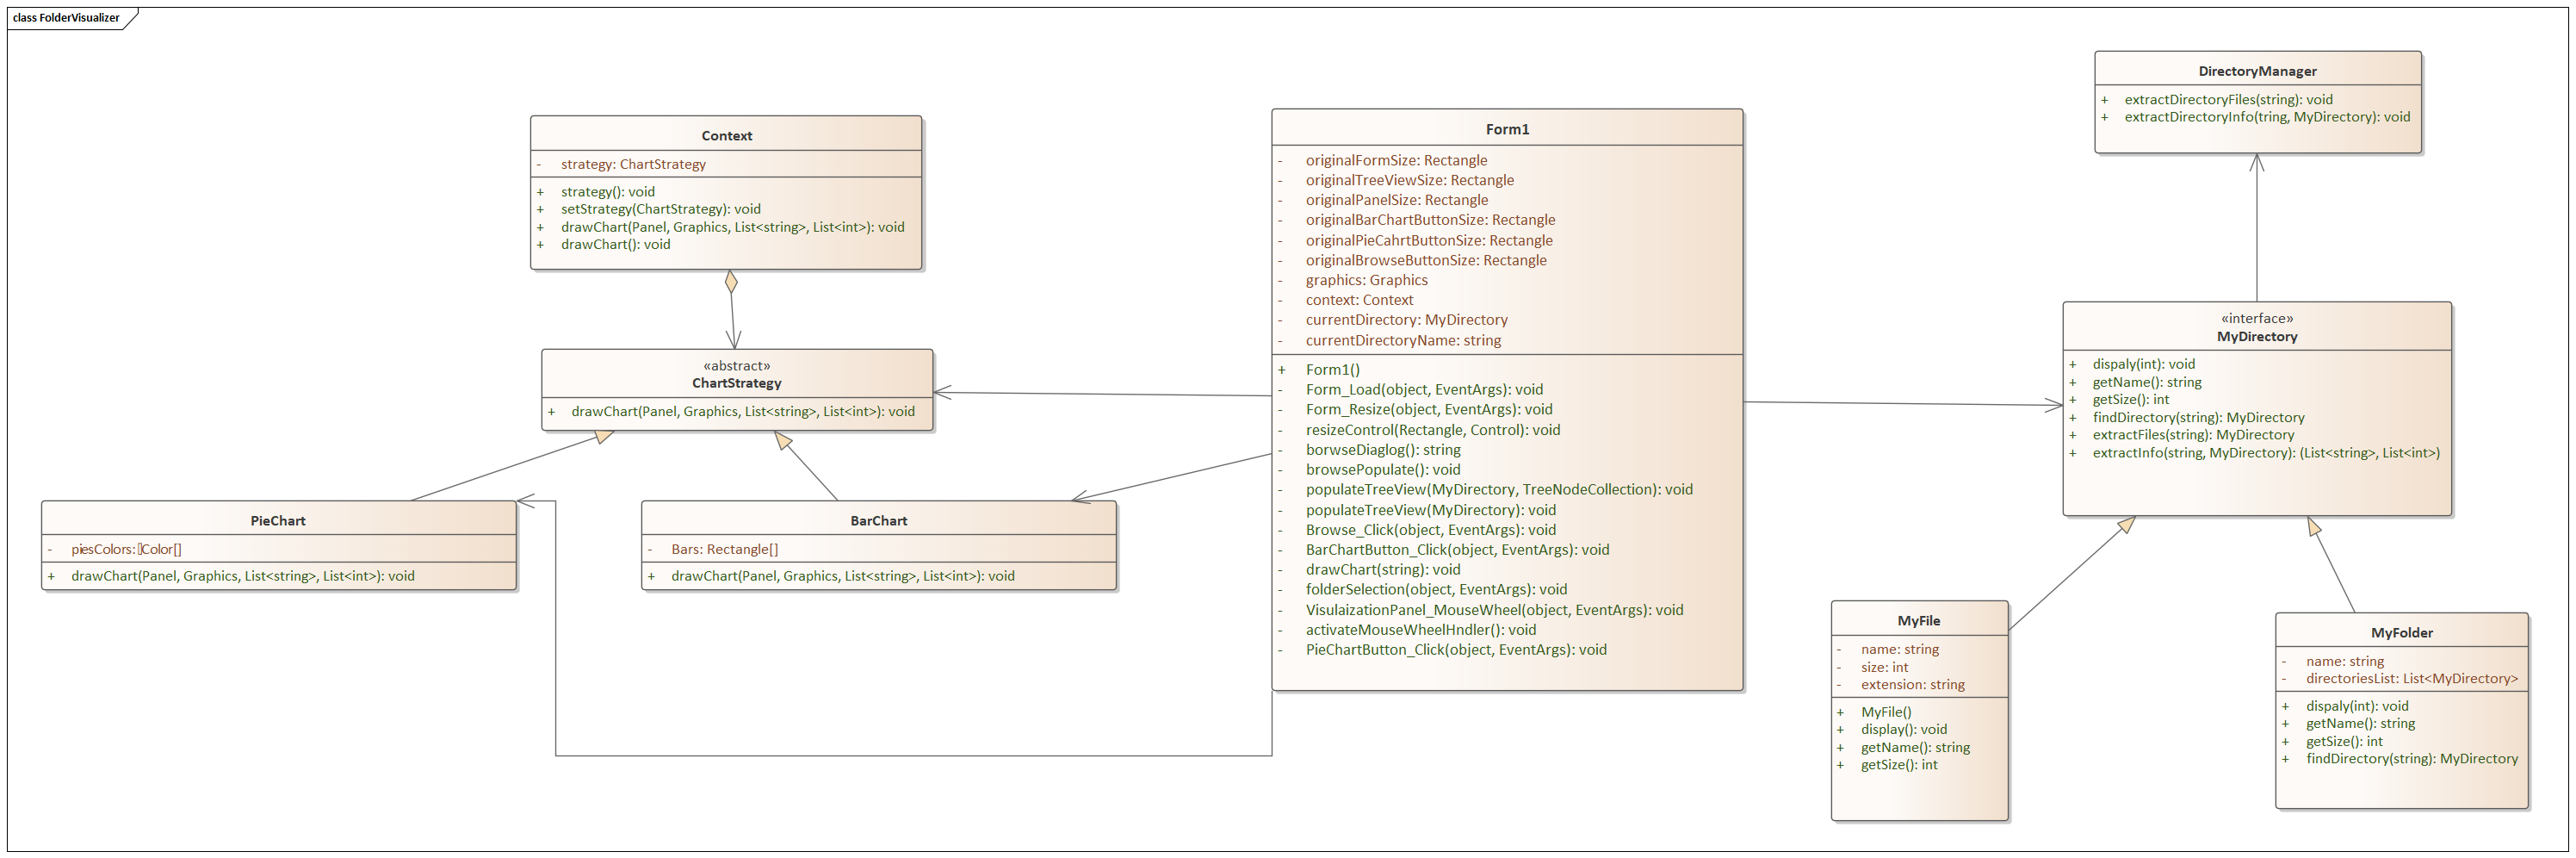 class FolderVisualizer
Context
- strategy: ChartStrategy
+ strategy(): void
+ setStrategy(ChartStrategy): void
+ drawChart(Panel, Graphics, List<string>, List<int>): void
+ drawChart(): void
«abstract»
ChartStrategy
+ drawChart(Panel, Graphics, List<string>, List<int>): void
PieChart
- piesColors: Color[]
+ drawChart(Panel, Graphics, List<string>, List<int>): void
BarChart
- Bars: Rectangle[]
+ drawChart(Panel, Graphics, List<string>, List<int>): void
Form1
- originalFormSize: Rectangle
- originalTreeViewSize: Rectangle
- originalPanelSize: Rectangle
- originalBarChartButtonSize: Rectangle
- originalPieCahrtButtonSize: Rectangle
- originalBrowseButtonSize: Rectangle
- graphics: Graphics
- context: Context
- currentDirectory: MyDirectory
- currentDirectoryName: string
+ Form1()
- Form_Load(object, EventArgs): void
- Form_Resize(object, EventArgs): void
- resizeControl(Rectangle, Control): void
- borwseDiaglog(): string
- browsePopulate(): void
- populateTreeView(MyDirectory, TreeNodeCollection): void
- populateTreeView(MyDirectory): void
- Browse_Click(object, EventArgs): void
- BarChartButton_Click(object, EventArgs): void
- drawChart(string): void
- folderSelection(object, EventArgs): void
- VisulaizationPanel_MouseWheel(object, EventArgs): void
- activateMouseWheelHndler(): void
- PieChartButton_Click(object, EventArgs): void
DirectoryManager
+ extractDirectoryFiles(string): void
+ extractDirectoryInfo(tring, MyDirectory): void
«interface»
MyDirectory
+ dispaly(int): void
+ getName(): string
+ getSize(): int
+ findDirectory(string): MyDirectory
+ extractFiles(string): MyDirectory
+ extractInfo(string, MyDirectory): (List<string>, List<int>)
MyFile
- name: string
- size: int
- extension: string
+ MyFile()
+ display(): void
+ getName(): string
+ getSize(): int
MyFolder
- name: string
- directoriesList: List<MyDirectory>
+ dispaly(int): void
+ getName(): string
+ getSize(): int
+ findDirectory(string): MyDirectory